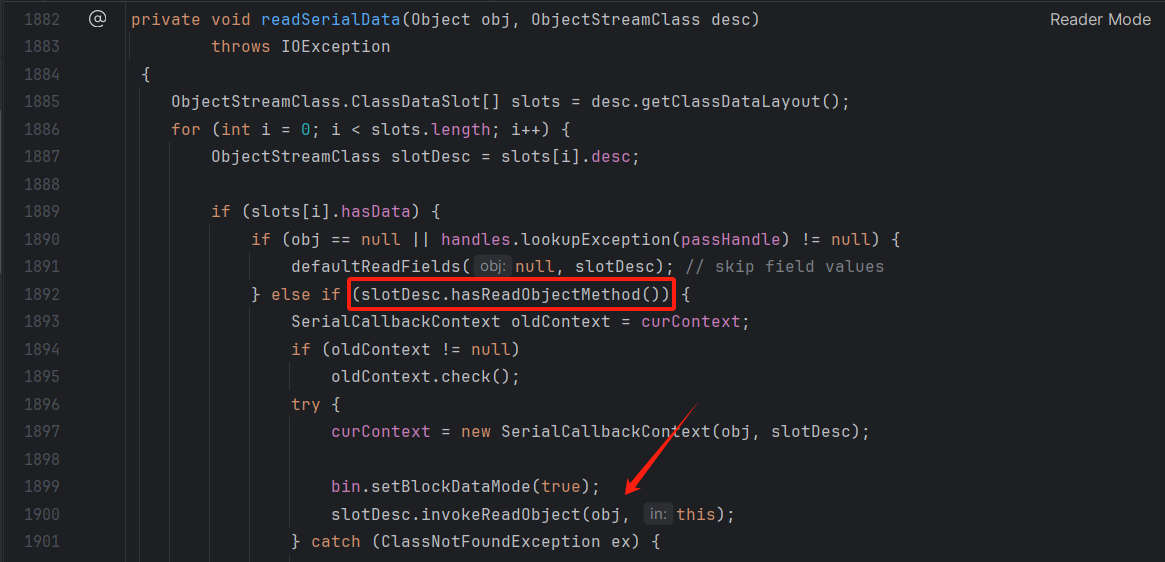 1882 @ private void readSerialData(Object obj, ObjectStreamClass desc) Reader Mode
1883 throws IOException
1884 {
1885 ObjectStreamClass.ClassDataSlot[] slots = desc.getClassDataLayout();
1886 for (int i = 0; i < slots.length; i++) {
1887 ObjectStreamClass slotDesc = slots[i].desc;
1888
1889 if (slots[i].hasData) {
1890 if (obj == null || handles.lookupException(passHandle) != null) {
1891 defaultReadFields( obj: null, slotDesc); // skip field values
1892 } else if (slotDesc.hasReadObjectMethod()) {
1893 SerialCallbackContext oldContext = curContext;
1894 if (oldContext != null)
1895 oldContext.check();
1896 try {
1897 curContext = new SerialCallbackContext(obj, slotDesc);
1898
1899 bin.setBlockDataMode(true);
1900 slotDesc.invokeReadObject(obj, in: this);
1901 } catch (ClassNotFoundException ex) {